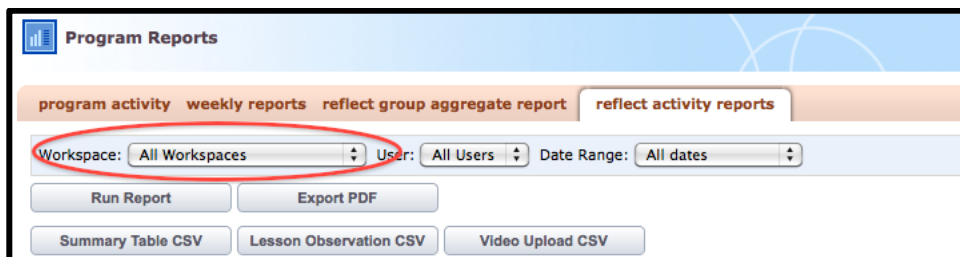 Program Reports
program activity weekly reports reflect group aggregate report reflect activity reports
Workspace: All Workspaces User: All Users Date Range: All dates
Run Report Export PDF
Summary Table CSV Lesson Observation CSV Video Upload CSV